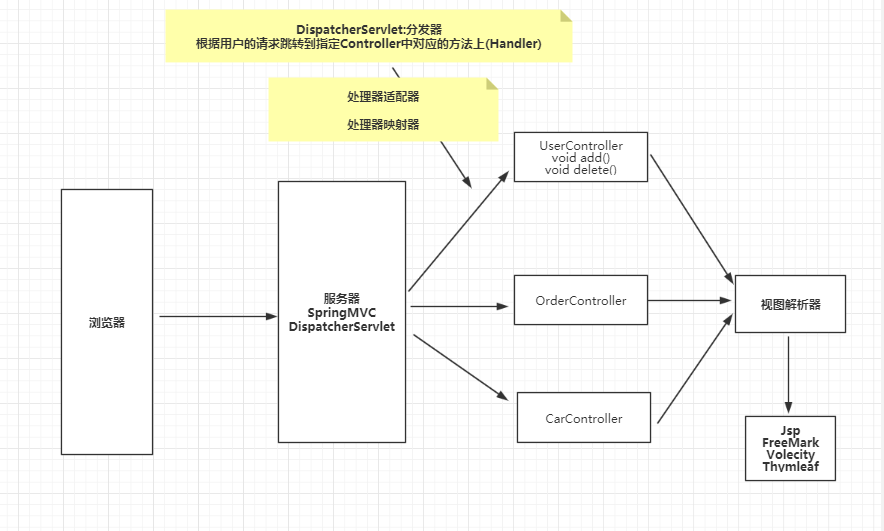 DispatcherServlet:分发器
根据用户的请求跳转到指定Controller中对应的方法上(Handler)
处理器适配器
处理器映射器
UserController
void add()
void delete()
浏览器
服务器
SpringMVC
DispatcherServlet
OrderController
视图解析器
CarController
Jsp
FreeMark
Volecity
Thymleaf